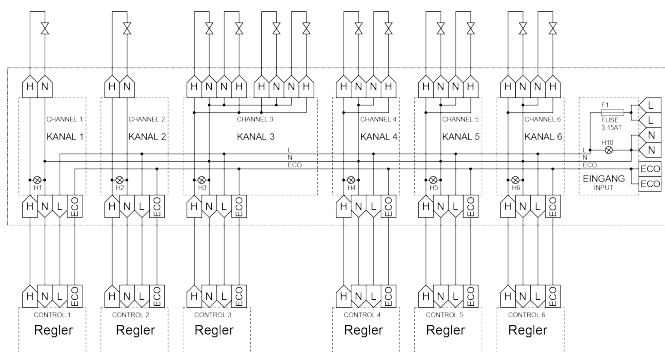 H N
H N
H N H N H N H N
H N H N
H N H N
H N H N
CHANNEL 1
KANAL 1
CHANNEL 2
KANAL 2
CHANNEL 3
KANAL 3
CHANNEL 4
KANAL 4
CHANNEL 5
KANAL 5
CHANNEL 6
KANAL 6
F1
FUSE
3.15AT
H10
L
L
N
N
ECO
ECO
EINGANG
INPUT
L
N
ECO
H1
H2
H3
H4
H5
H6
H N L ECO
H N L ECO
H N L ECO
H N L ECO
H N L ECO
H N L ECO
H N L ECO
H N L ECO
H N L ECO
H N L ECO
H N L ECO
H N L ECO
CONTROL 1
Regler
CONTROL 2
Regler
CONTROL 3
Regler
CONTROL 4
Regler
CONTROL 5
Regler
CONTROL 6
Regler